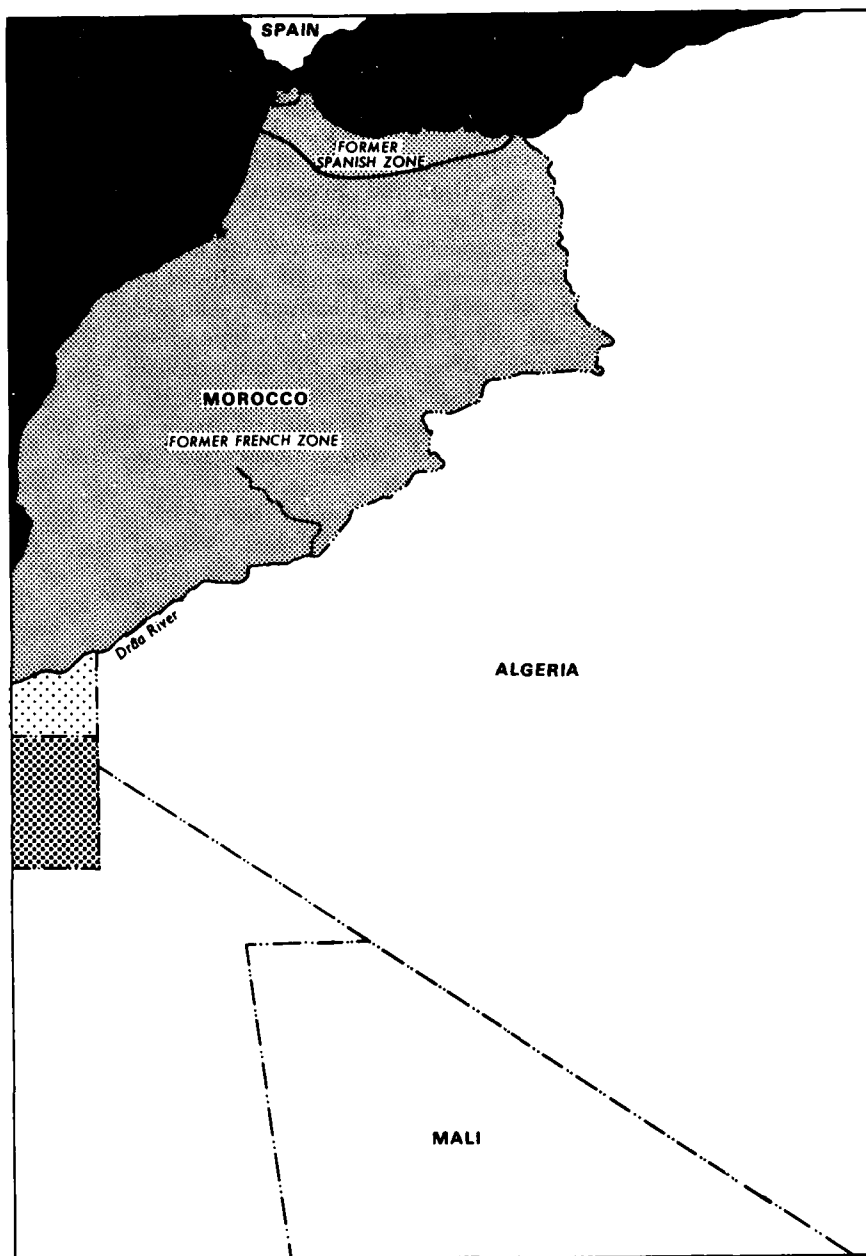 SPAIN
FORMER
SPANISH ZONE
MOROCCO
FORMER FRENCH ZONE
Drâa River
ALGERIA
MALI